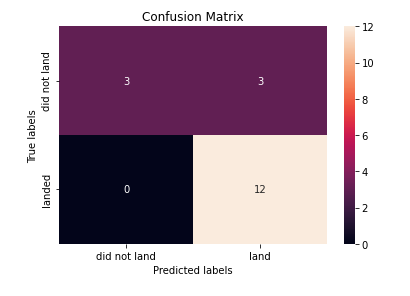 Confusion Matrix
did not land
landed
True labels
3
3
0
12
did not land
land
Predicted labels
12
10
8
6
4
2
0